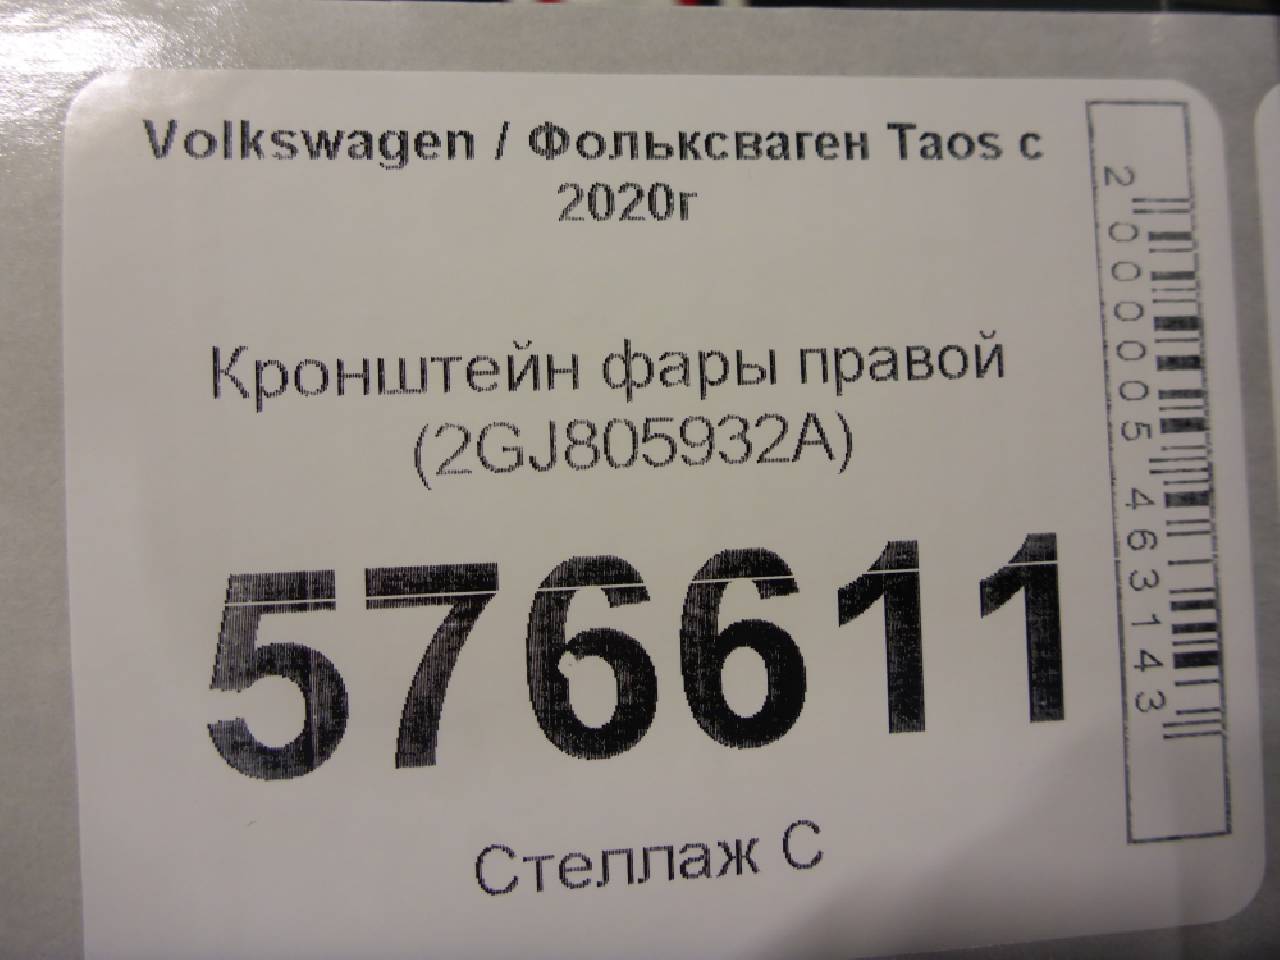 Volkswagen / Фольксваген Taos с
2020г
Кронштейн фары правой
(2GJ805932A)
576611
Стеллаж С
2000005463143